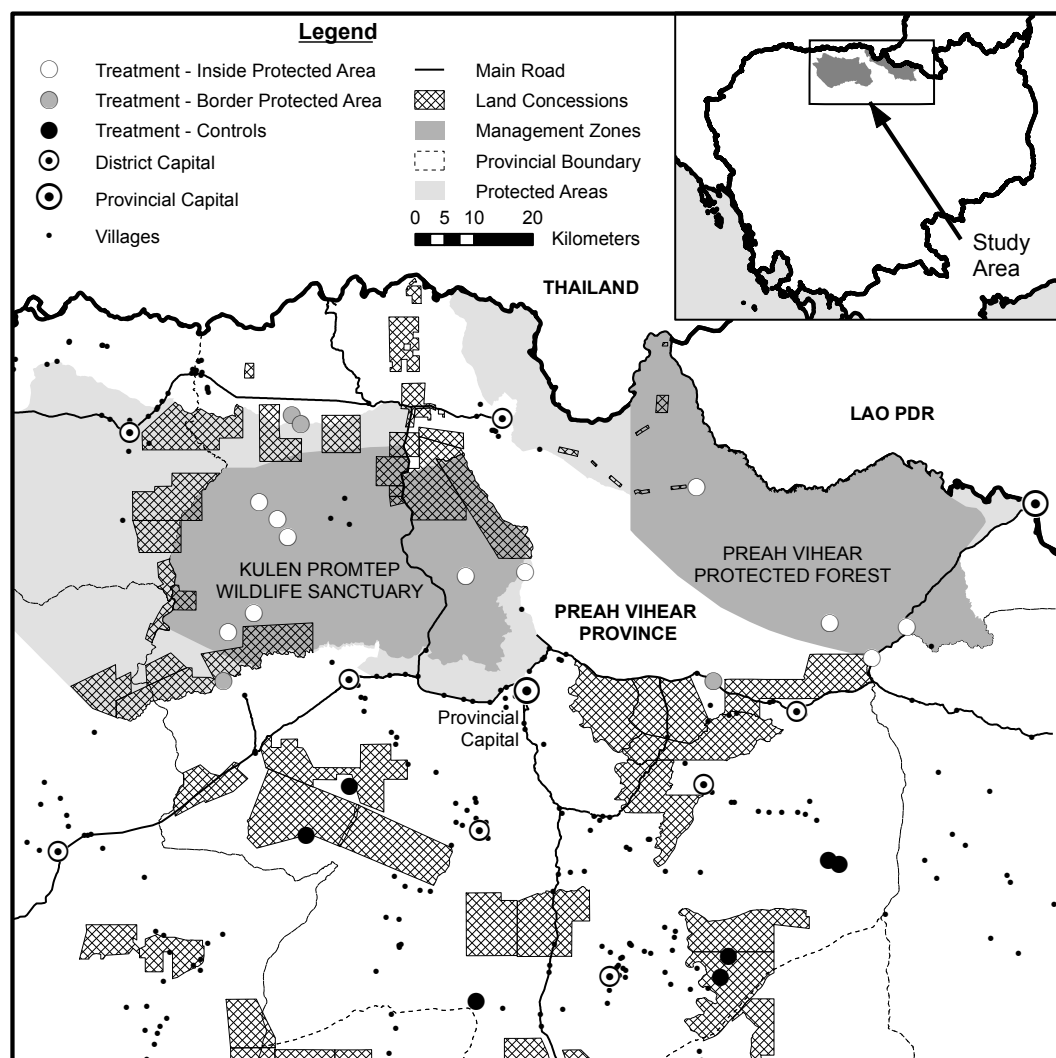 Legend
Treatment - Inside Protected Area
Treatment - Border Protected Area
Treatment - Controls
District Capital
Provincial Capital
Villages
Main Road
Land Concessions
Management Zones
Provincial Boundary
Protected Areas
0 5 10 20
Kilometers
Study
Area
THAILAND
LAO PDR
KULEN PROMTEP
WILDLIFE SANCTUARY
PREAH VIHEAR
PROTECTED FOREST
PREAH VIHEAR
PROVINCE
Provincial
Capital